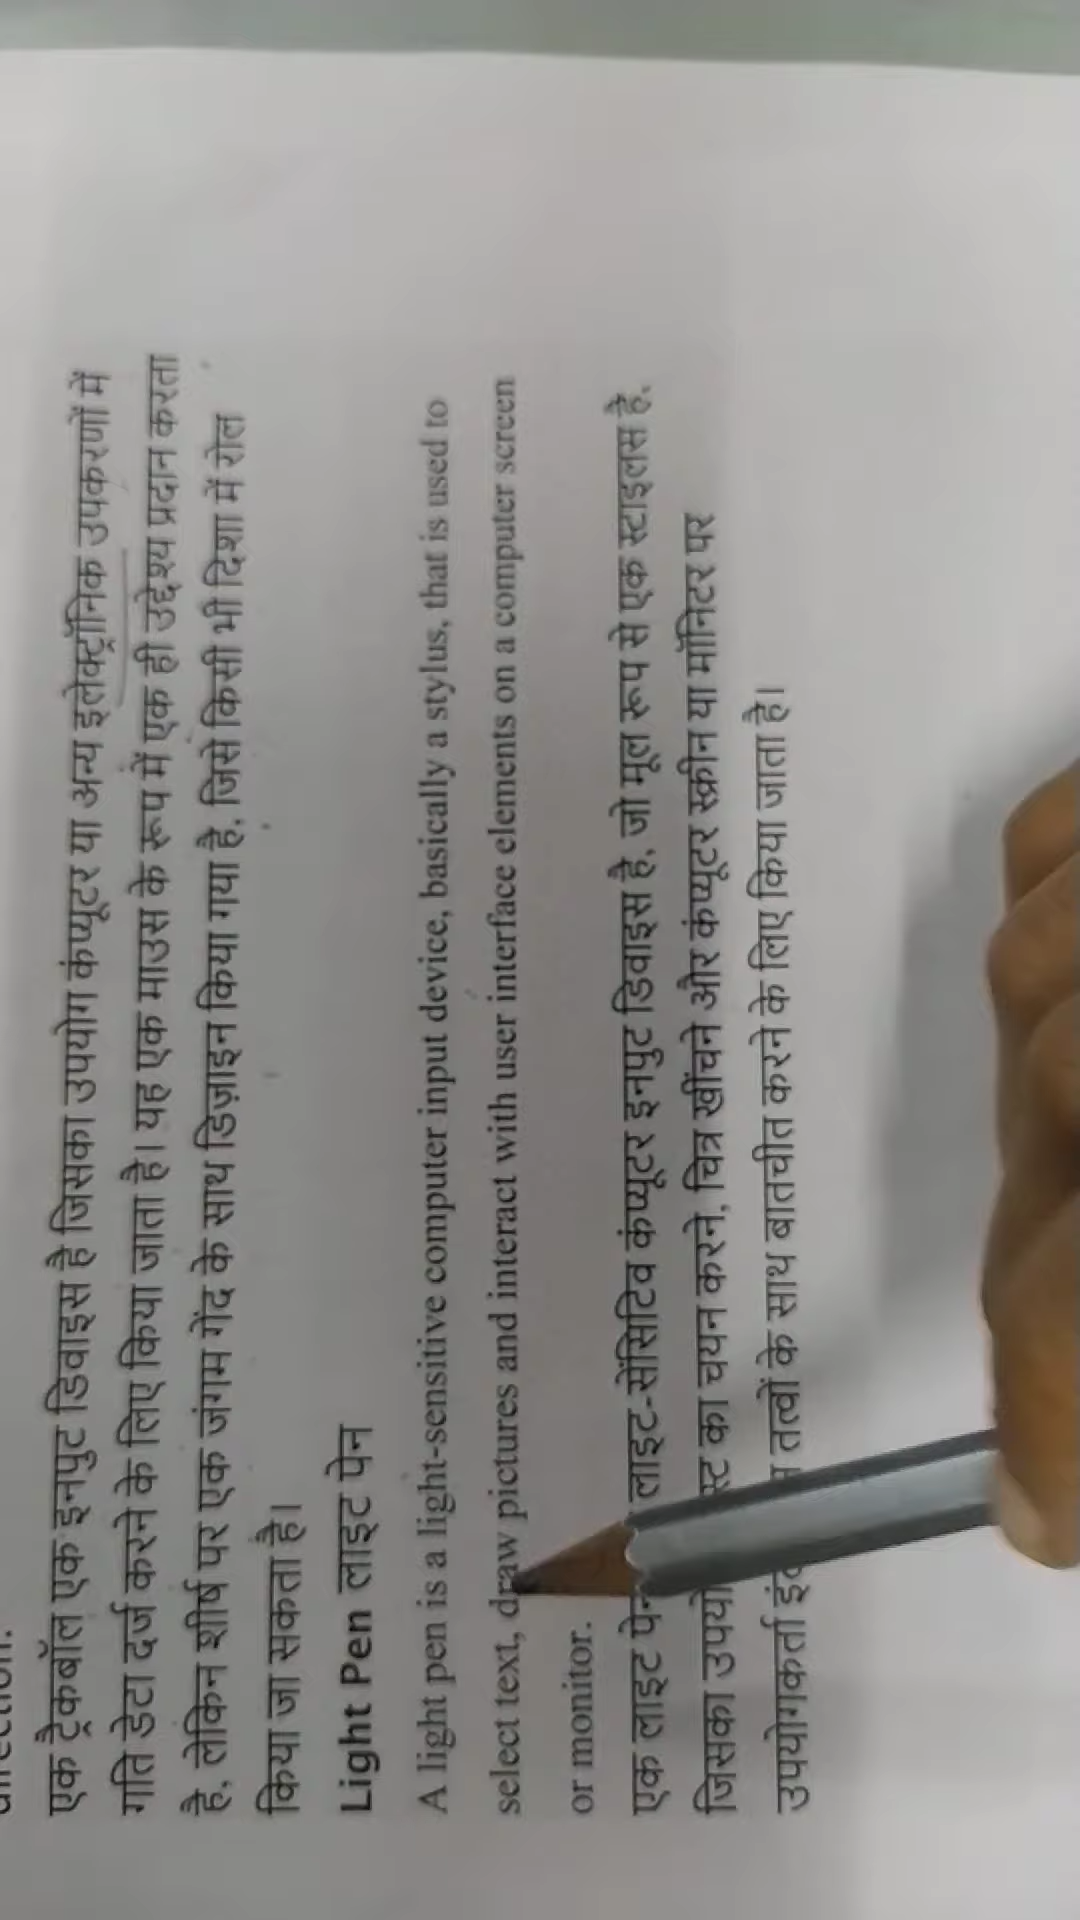 एक ट्रैकबॉल एक इनपुट डिवाइस है जिसका उपयोग कंप्यूटर या अन्य इलेक्ट्रॉनिक उपकरणों में
गति डेटा दर्ज करने के लिए किया जाता है। यह एक माउस के रूप में एक ही उद्देश्य प्रदान करता
है, लेकिन शीर्ष पर एक जंगम गेंद के साथ डिज़ाइन किया गया है, जिसे किसी भी दिशा में रोल
किया जा सकता है।
Light Pen लाइट पेन
A light pen is a light-sensitive computer input device, basically a stylus, that is used to
select text, draw pictures and interact with user interface elements on a computer screen
or monitor.
एक लाइट पेन लाइट-सेंसिटिव कंप्यूटर इनपुट डिवाइस है, जो मूल रूप से एक स्टाइलस है,
जिसका का चयन करने, चित्र खींचने और कंप्यूटर स्क्रीन या मॉनिटर पर
उपयोगकर्ता तत्वों के साथ बातचीत करने के लिए किया जाता है।